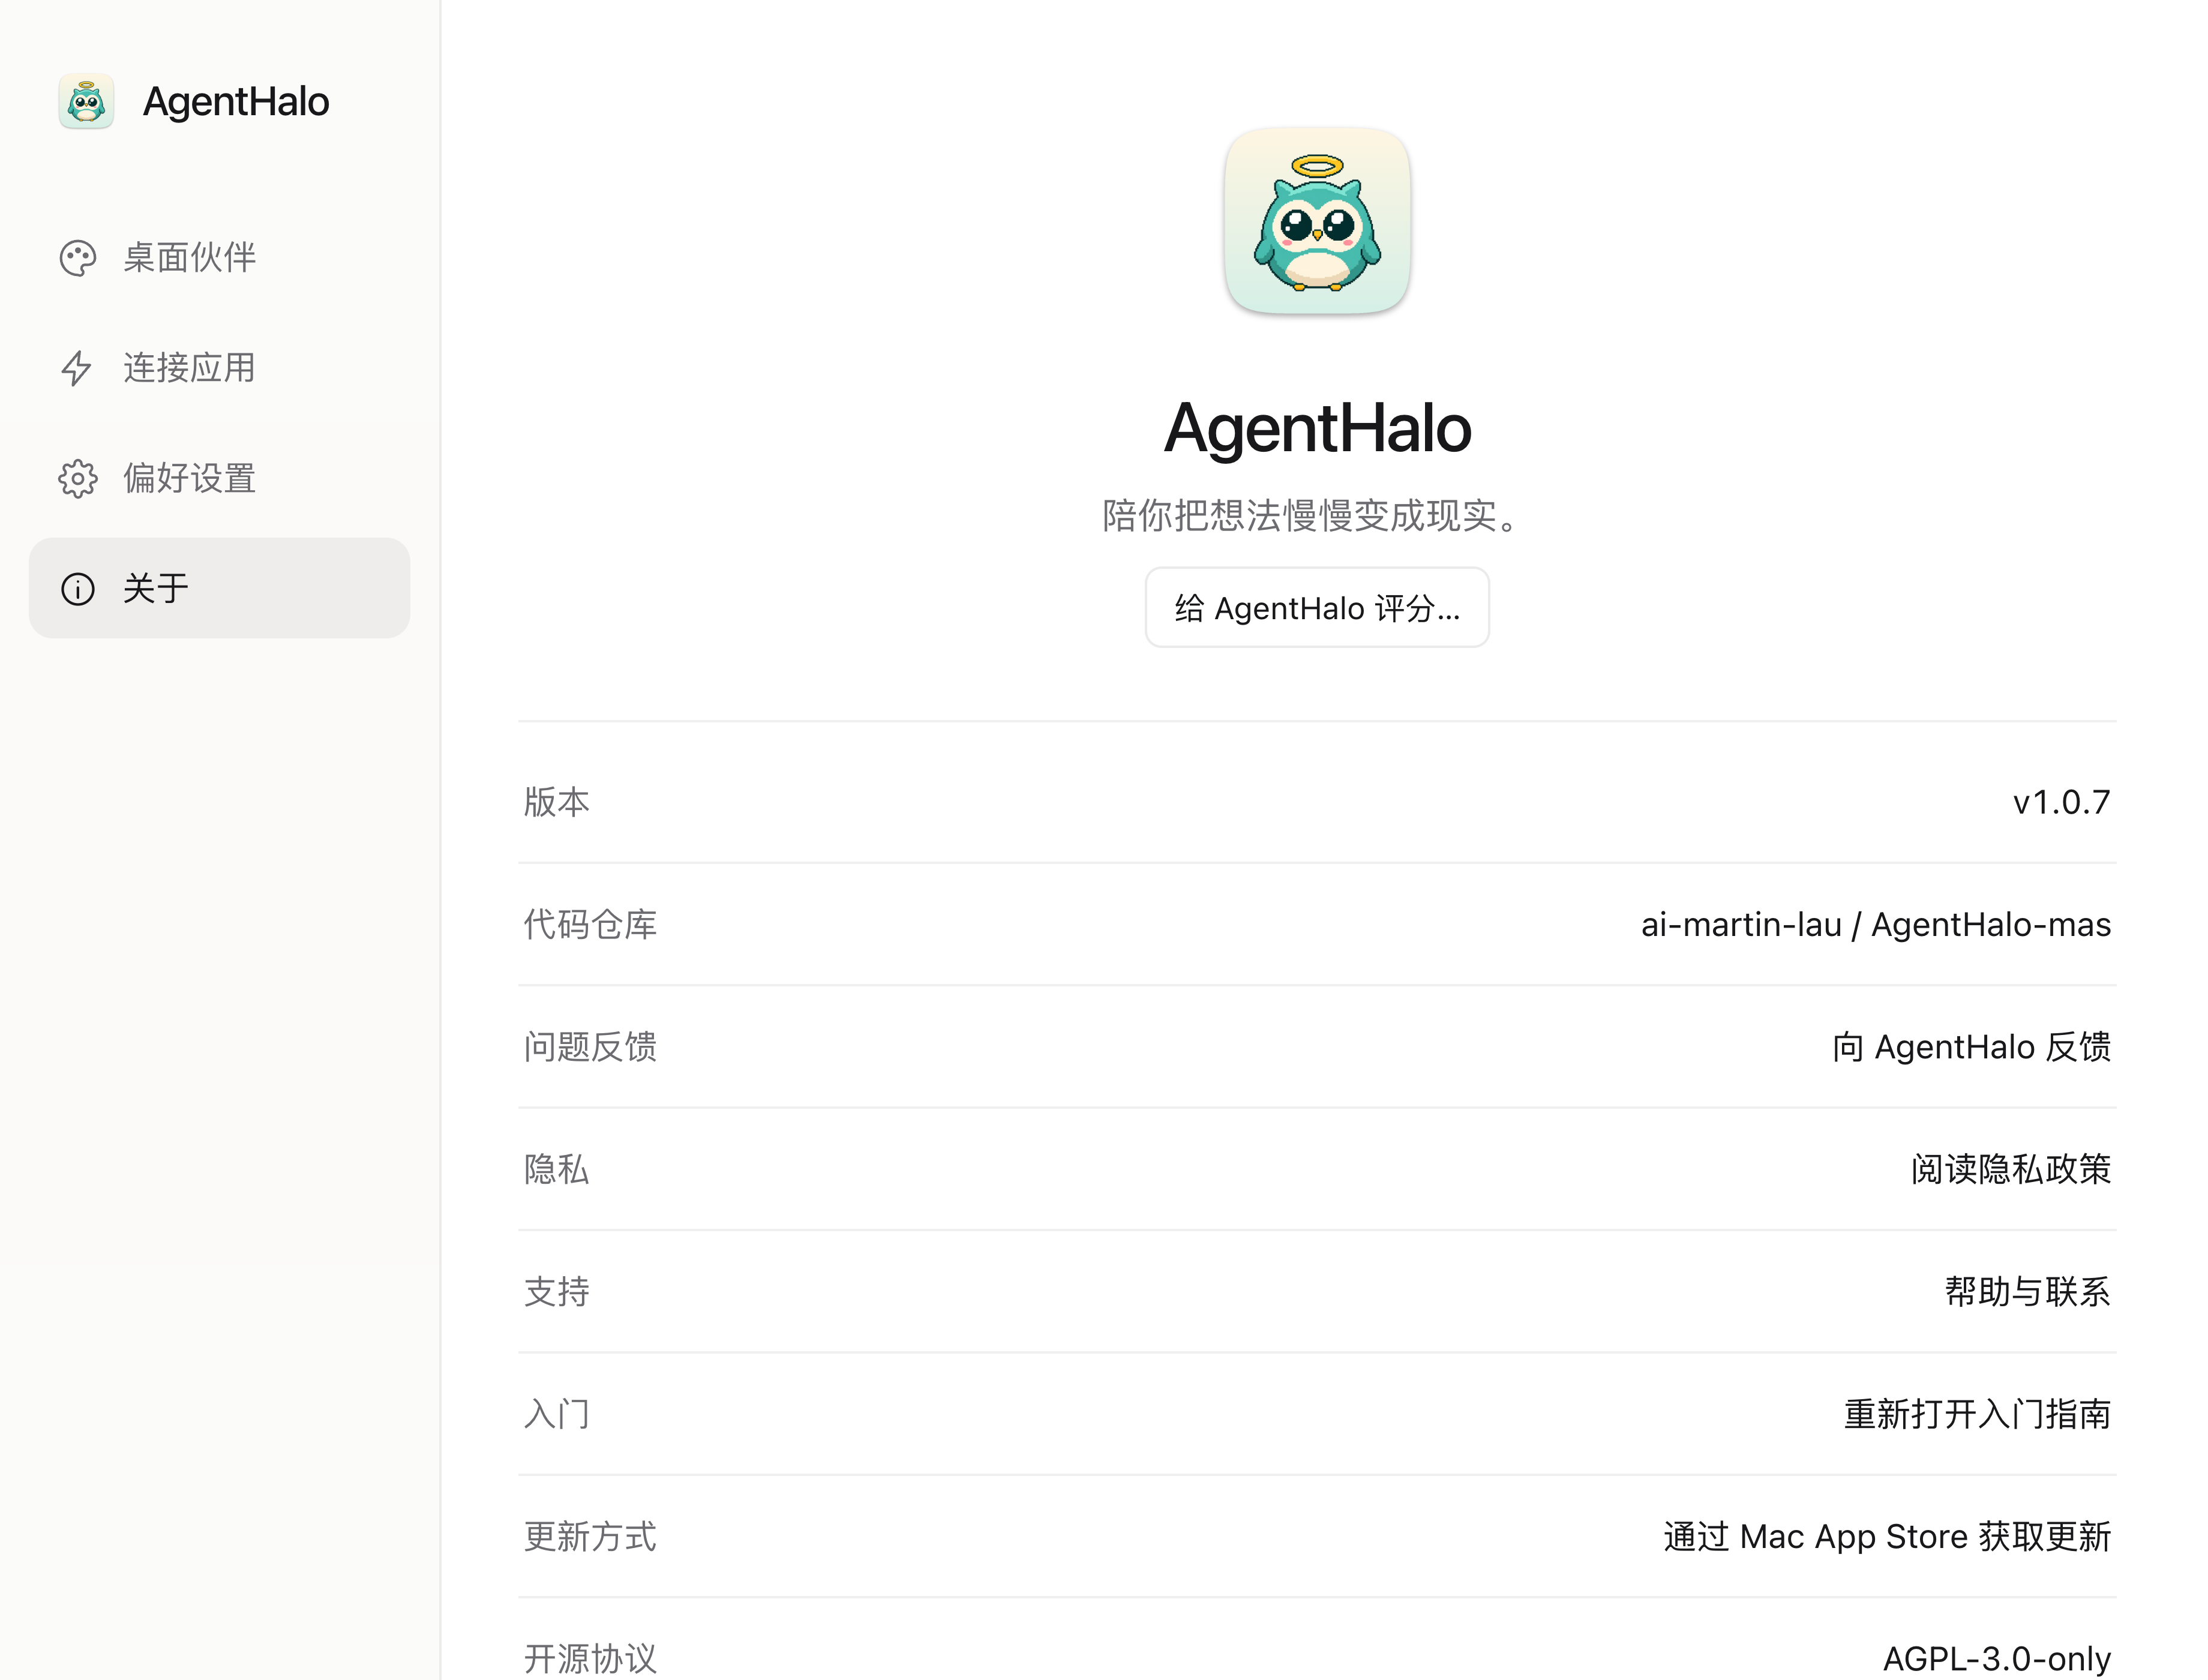 AgentHalo
桌面伙伴
连接应用
偏好设置
关于
AgentHalo
陪你把想法慢慢变成现实。
给 AgentHalo 评分...
版本 v1.0.7
代码仓库 ai-martin-lau / AgentHalo-mas
问题反馈 向 AgentHalo 反馈
隐私 阅读隐私政策
支持 帮助与联系
入门 重新打开入门指南
更新方式 通过 Mac App Store 获取更新
开源协议 AGPL-3.0-only